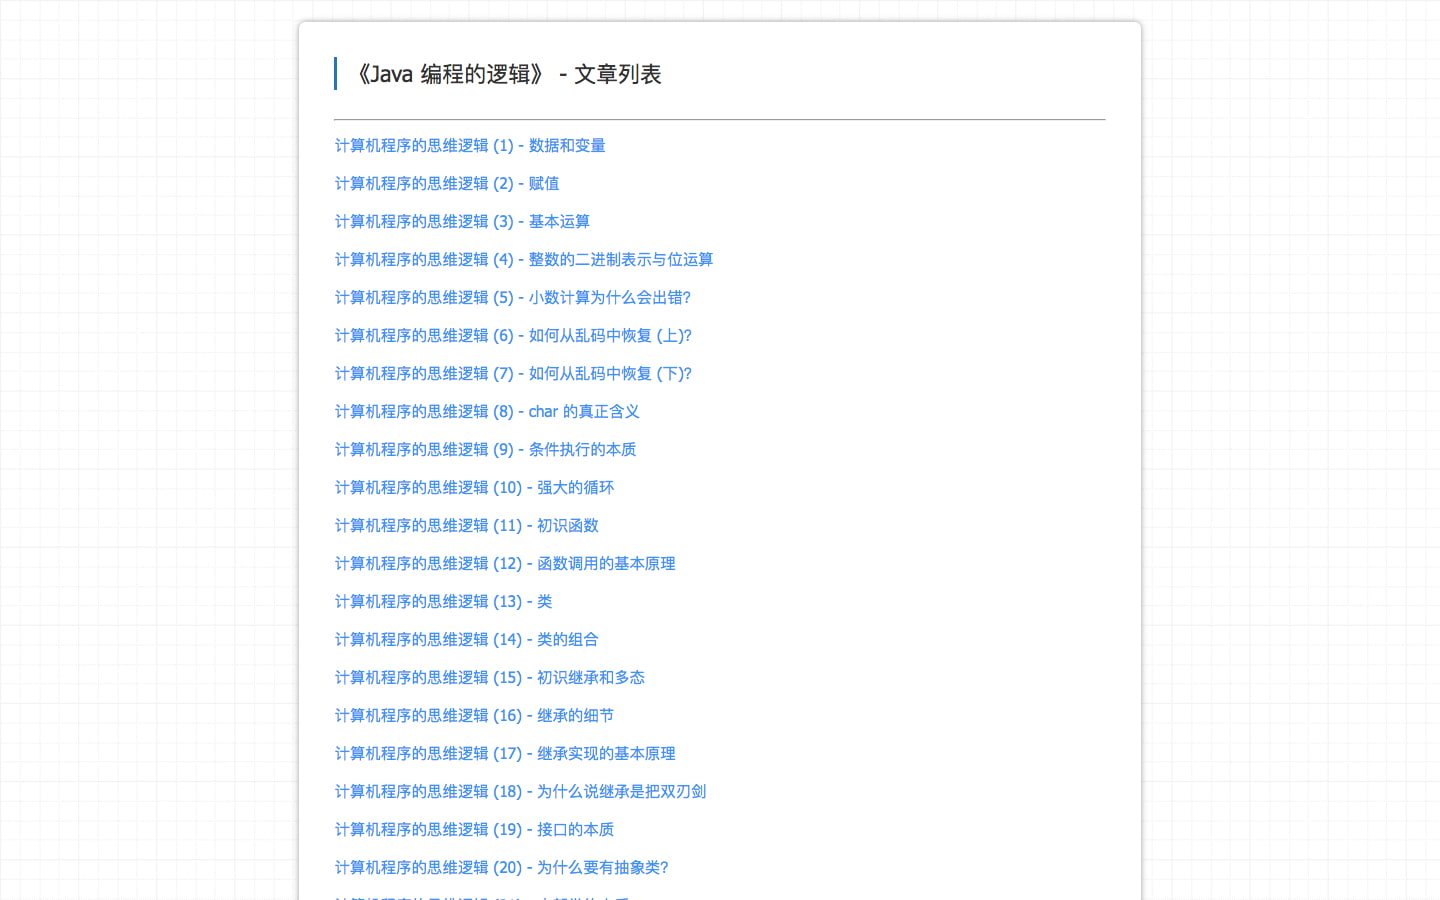 《Java 编程的逻辑》 - 文章列表
计算机程序的思维逻辑 (1) - 数据和变量
计算机程序的思维逻辑 (2) - 赋值
计算机程序的思维逻辑 (3) - 基本运算
计算机程序的思维逻辑 (4) - 整数的二进制表示与位运算
计算机程序的思维逻辑 (5) - 小数计算为什么会出错?
计算机程序的思维逻辑 (6) - 如何从乱码中恢复 (上)?
计算机程序的思维逻辑 (7) - 如何从乱码中恢复 (下)?
计算机程序的思维逻辑 (8) - char 的真正含义
计算机程序的思维逻辑 (9) - 条件执行的本质
计算机程序的思维逻辑 (10) - 强大的循环
计算机程序的思维逻辑 (11) - 初识函数
计算机程序的思维逻辑 (12) - 函数调用的基本原理
计算机程序的思维逻辑 (13) - 类
计算机程序的思维逻辑 (14) - 类的组合
计算机程序的思维逻辑 (15) - 初识继承和多态
计算机程序的思维逻辑 (16) - 继承的细节
计算机程序的思维逻辑 (17) - 继承实现的基本原理
计算机程序的思维逻辑 (18) - 为什么说继承是把双刃剑
计算机程序的思维逻辑 (19) - 接口的本质
计算机程序的思维逻辑 (20) - 为什么要有抽象类?